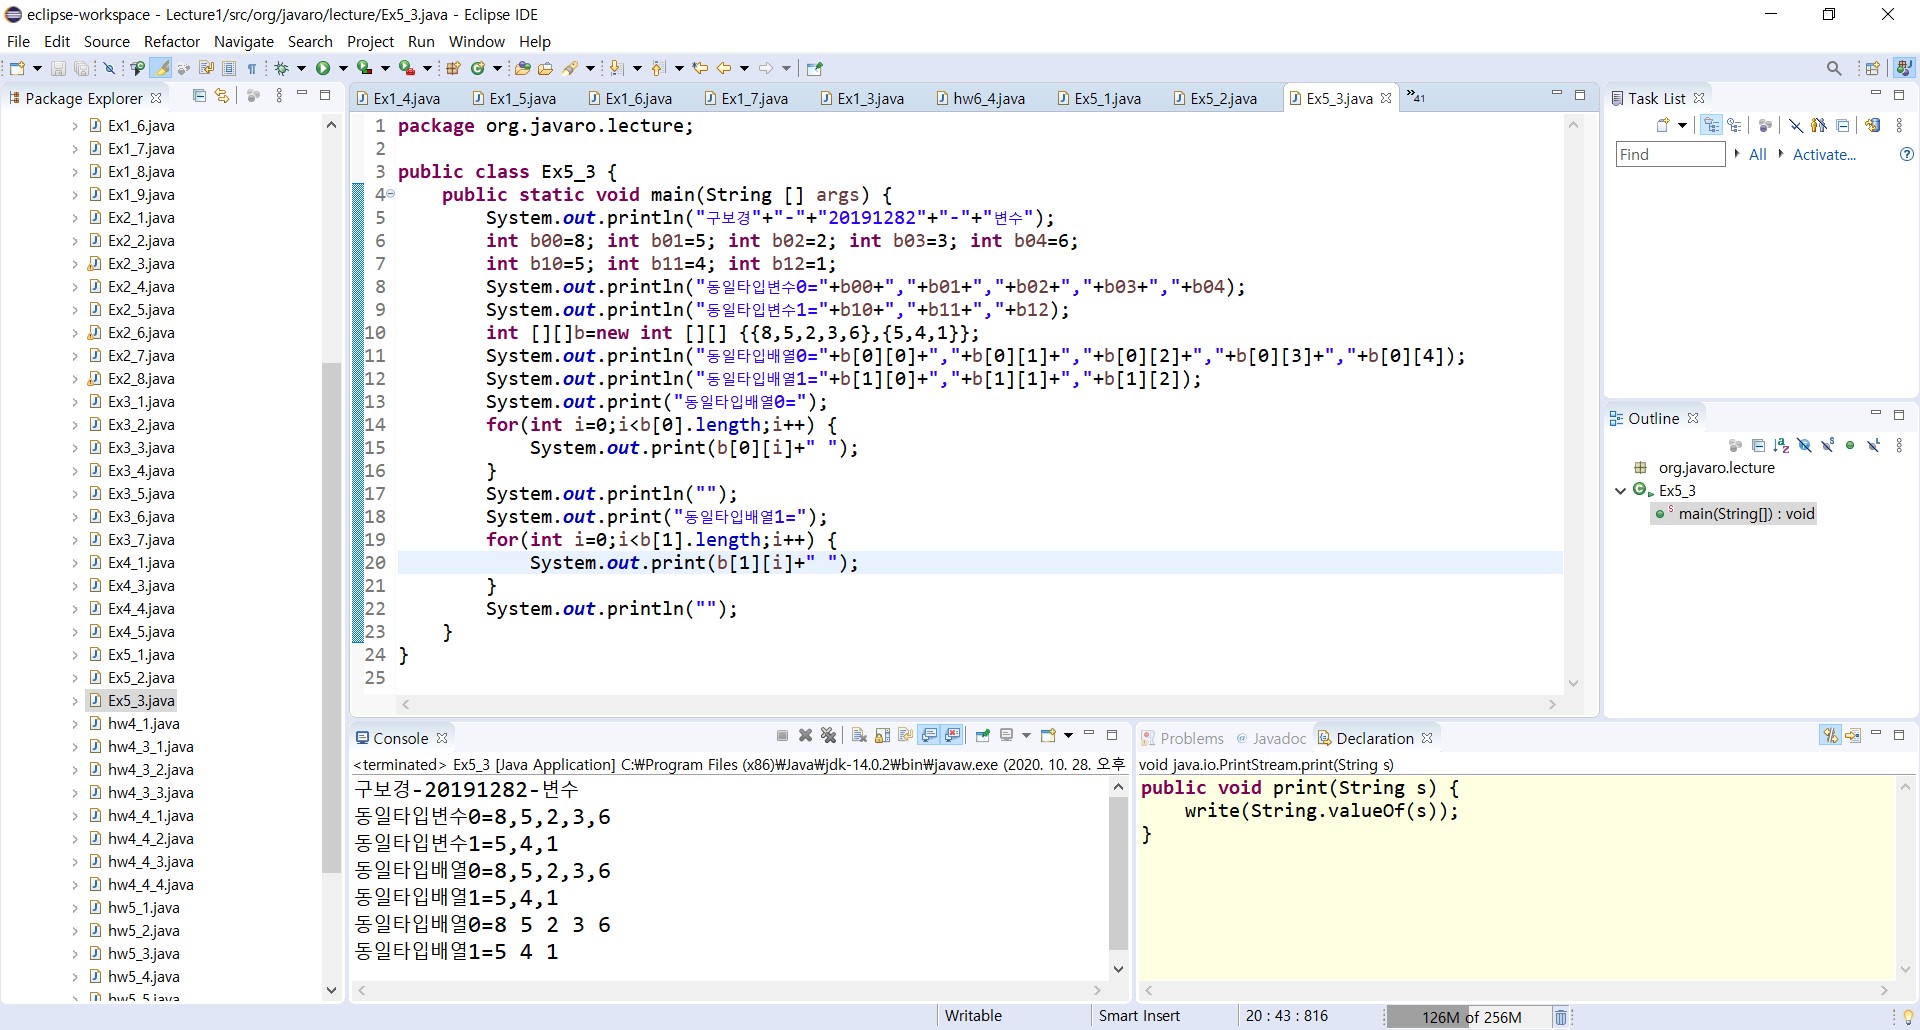 eclipse-workspace - Lecture1/src/org/javaro/lecture/Ex5_3.java - Eclipse IDE
File Edit Source Refactor Navigate Search Project Run Window Help
Package Explorer
Ex1_6.java
Ex1_7.java
Ex1_8.java
Ex1_9.java
Ex2_1.java
Ex2_2.java
Ex2_3.java
Ex2_4.java
Ex2_5.java
Ex2_6.java
Ex2_7.java
Ex2_8.java
Ex3_1.java
Ex3_2.java
Ex3_3.java
Ex3_4.java
Ex3_5.java
Ex3_6.java
Ex3_7.java
Ex4_1.java
Ex4_3.java
Ex4_4.java
Ex4_5.java
Ex5_1.java
Ex5_2.java
Ex5_3.java
hw4_1.java
hw4_3_1.java
hw4_3_2.java
hw4_3_3.java
hw4_4_1.java
hw4_4_2.java
hw4_4_3.java
hw4_4_4.java
hw5_1.java
hw5_2.java
hw5_3.java
hw5_4.java
hw5_5.java
Ex1_4.java Ex1_5.java Ex1_6.java Ex1_7.java Ex1_3.java hw6_4.java Ex5_1.java Ex5_2.java Ex5_3.java »41
1 package org.javaro.lecture;
2
3 public class Ex5_3 {
4 public static void main(String [] args) {
5 System.out.println("구보경"+"-"+"20191282"+"-"+"변수");
6 int b00=8; int b01=5; int b02=2; int b03=3; int b04=6;
7 int b10=5; int b11=4; int b12=1;
8 System.out.println("동일타입변수0="+b00+","+b01+","+b02+","+b03+","+b04);
9 System.out.println("동일타입변수1="+b10+","+b11+","+b12);
10 int [][]b=new int [][] {{8,5,2,3,6},{5,4,1}};
11 System.out.println("동일타입배열0="+b[0][0]+","+b[0][1]+","+b[0][2]+","+b[0][3]+","+b[0][4]);
12 System.out.println("동일타입배열1="+b[1][0]+","+b[1][1]+","+b[1][2]);
13 System.out.print("동일타입배열0=");
14 for(int i=0;i<b[0].length;i++) {
15 System.out.print(b[0][i]+" ");
16 }
17 System.out.println("");
18 System.out.print("동일타입배열1=");
19 for(int i=0;i<b[1].length;i++) {
20 System.out.print(b[1][i]+" ");
21 }
22 System.out.println("");
23 }
24 }
25
Task List
Find All Activate...
Outline
org.javaro.lecture
Ex5_3
main(String[]) : void
Console
<terminated> Ex5_3 [Java Application] C:₩Program Files (x86)₩Java₩jdk-14.0.2₩bin₩javaw.exe (2020. 10. 28. 오후
구보경-20191282-변수
동일타입변수0=8,5,2,3,6
동일타입변수1=5,4,1
동일타입배열0=8,5,2,3,6
동일타입배열1=5,4,1
동일타입배열0=8 5 2 3 6
동일타입배열1=5 4 1
Problems @ Javadoc Declaration
void java.io.PrintStream.print(String s)
public void print(String s) {
write(String.valueOf(s));
}
Writable Smart Insert 20 : 43 : 816 126M of 256M